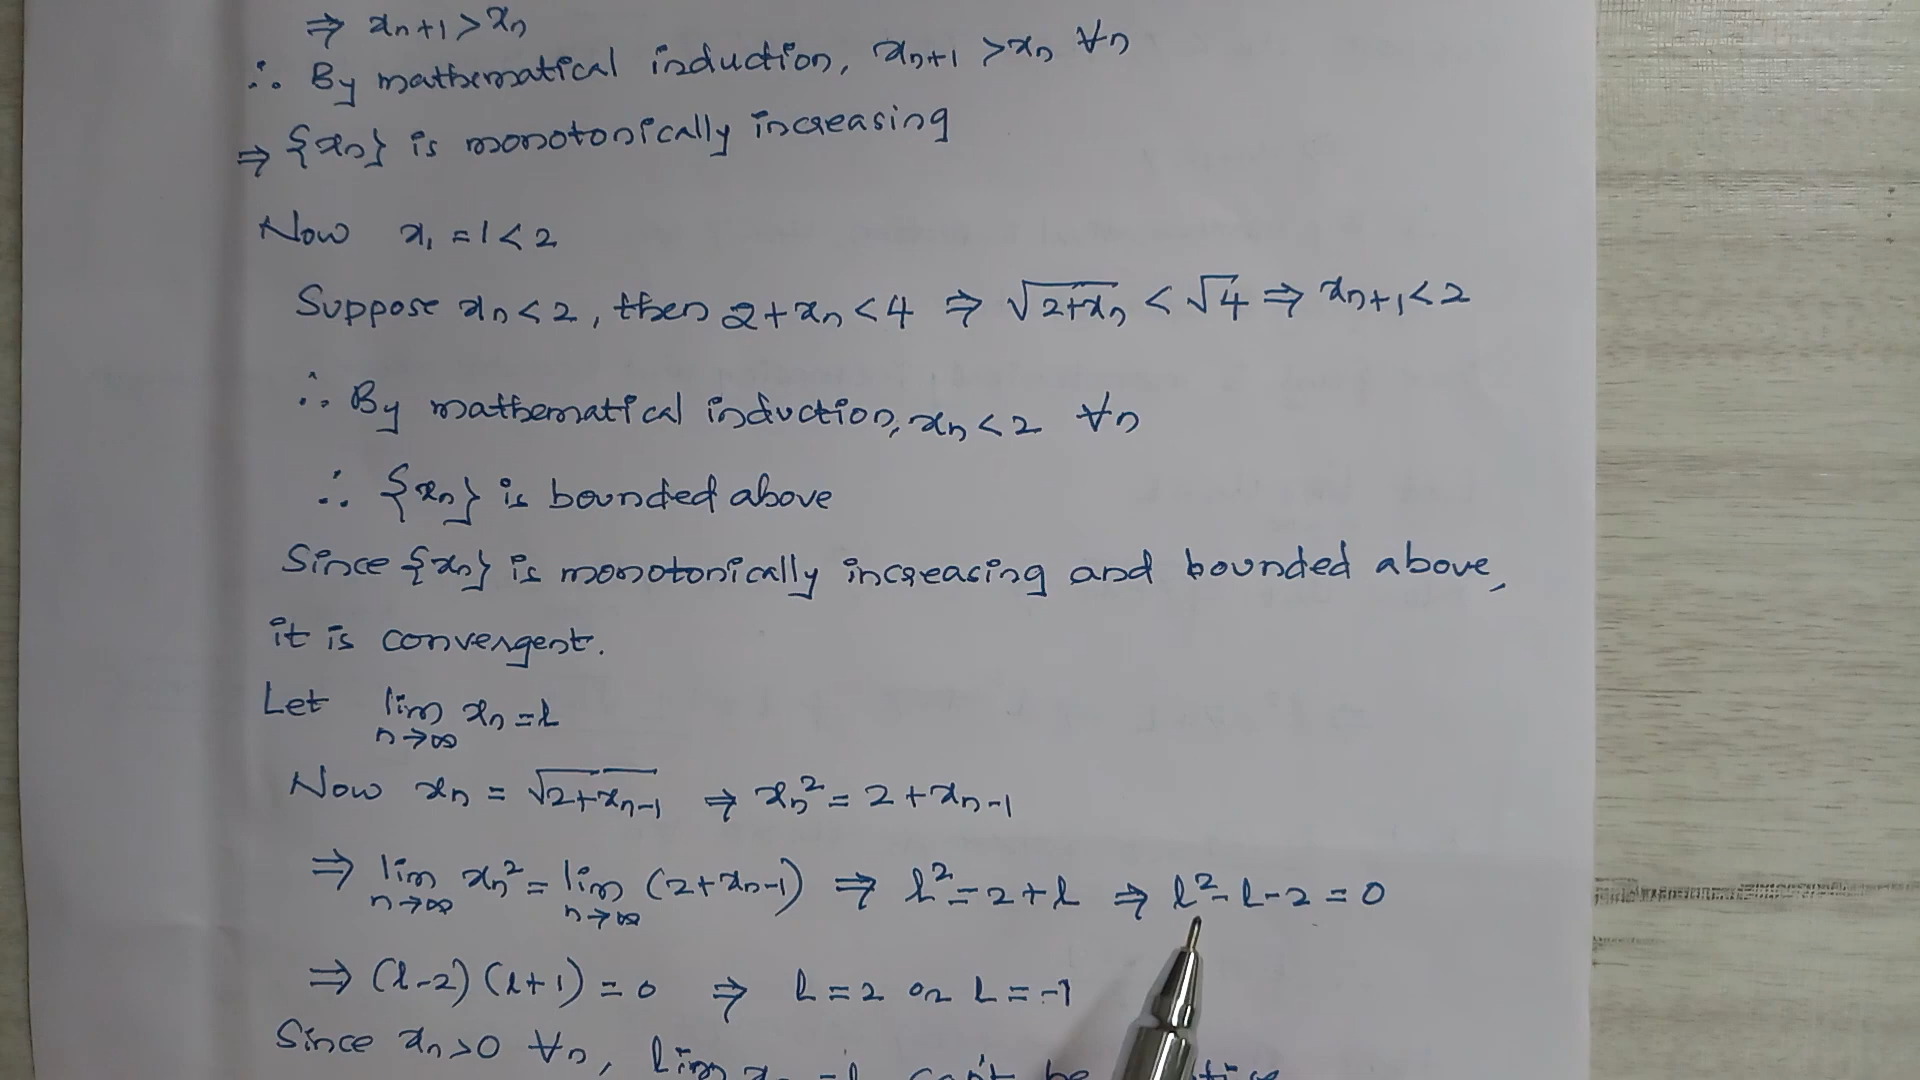 ⇒ xn+1 > xn
∴ By mathematical induction, xn+1 > xn ∀n
⇒ {xn} is monotonically increasing
Now x1 = 1 < 2
Suppose xn < 2, then 2 + xn < 4 ⇒ √(2+xn) < √4 ⇒ xn+1 < 2
∴ By mathematical induction, xn < 2 ∀n
∴ {xn} is bounded above
Since {xn} is monotonically increasing and bounded above,
it is convergent.
Let lim n→∞ xn = l
Now xn = √(2+xn-1) ⇒ xn² = 2 + xn-1
⇒ lim n→∞ xn² = lim n→∞ (2+xn-1) ⇒ l² = 2 + l ⇒ l² - l - 2 = 0
⇒ (l-2) (l+1) = 0 ⇒ l = 2 or l = -1
Since xn > 0 ∀n, lim can't be